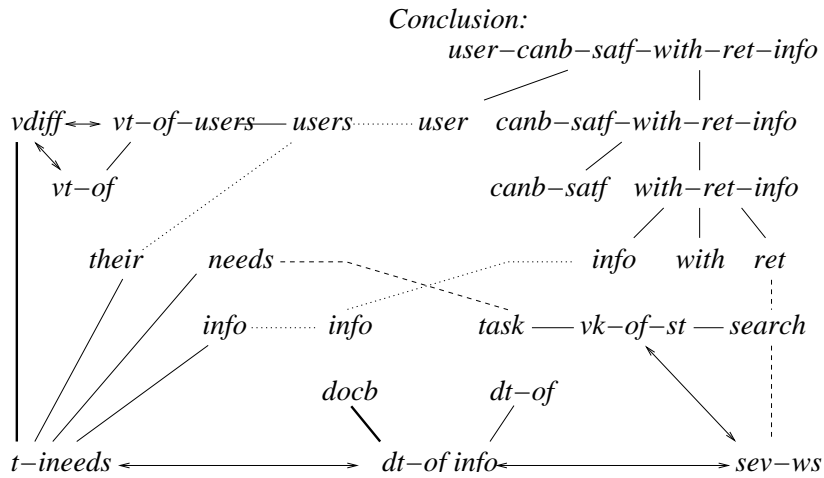 Conclusion:
user−canb−satf−with−ret−info
vdiff vt−of−users users user canb−satf−with−ret−info
vt−of canb−satf with−ret−info
their needs info with ret
info info task vk−of−st search
docb dt−of
t−ineeds dt−of info sev−ws